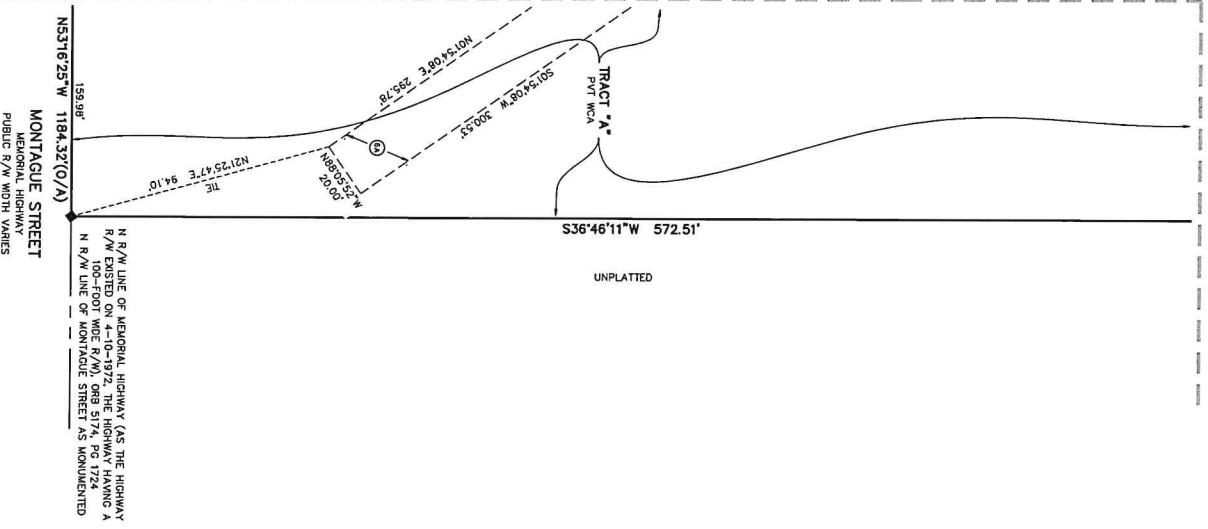 N01°54'08"E 295.78'
S01°54'08"W 300.53'
TRACT "A"
PVT WCA
6A
N88°05'52"W
20.00'
N21°25'47"E 94.10'
TIE
N53°16'25"W 1184.32'(O/A)
159.98'
MONTAGUE STREET
MEMORIAL HIGHWAY
PUBLIC R/W WIDTH VARIES
S36°46'11"W 572.51'
UNPLATTED
N R/W LINE OF MEMORIAL HIGHWAY (AS THE HIGHWAY
R/W EXISTED ON 4-10-1972, THE HIGHWAY HAVING A
100-FOOT WIDE R/W), ORB 5174, PG 1724
N R/W LINE OF MONTAGUE STREET AS MONUMENTED